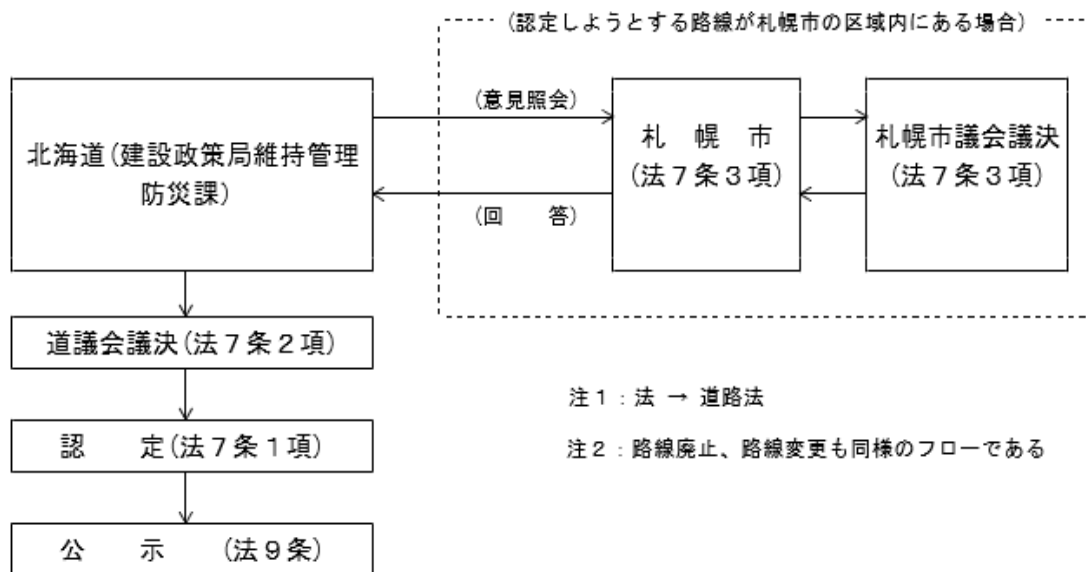 (認定しようとする路線が札幌市の区域内にある場合)
北海道(建設政策局維持管理
防災課)
(意見照会)
(回　　答)
札　幌　市
(法7条3項)
札幌市議会議決
(法7条3項)
道議会議決(法7条2項)
認　　定(法7条1項)
公　　示　　(法9条)
注1：法 → 道路法
注2：路線廃止、路線変更も同様のフローである